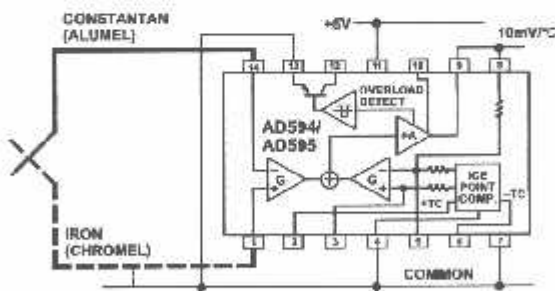 CONSTANTAN
(ALUMEL)
+5V
10mV/°C
14 13 12 11 10 9 8
OVERLOAD
DETECT
AD594/
AD595
+A
G
G
ICE
POINT
COMP.
+TC
-TC
IRON
(CHROMEL)
1 2 3 4 5 6 7
COMMON